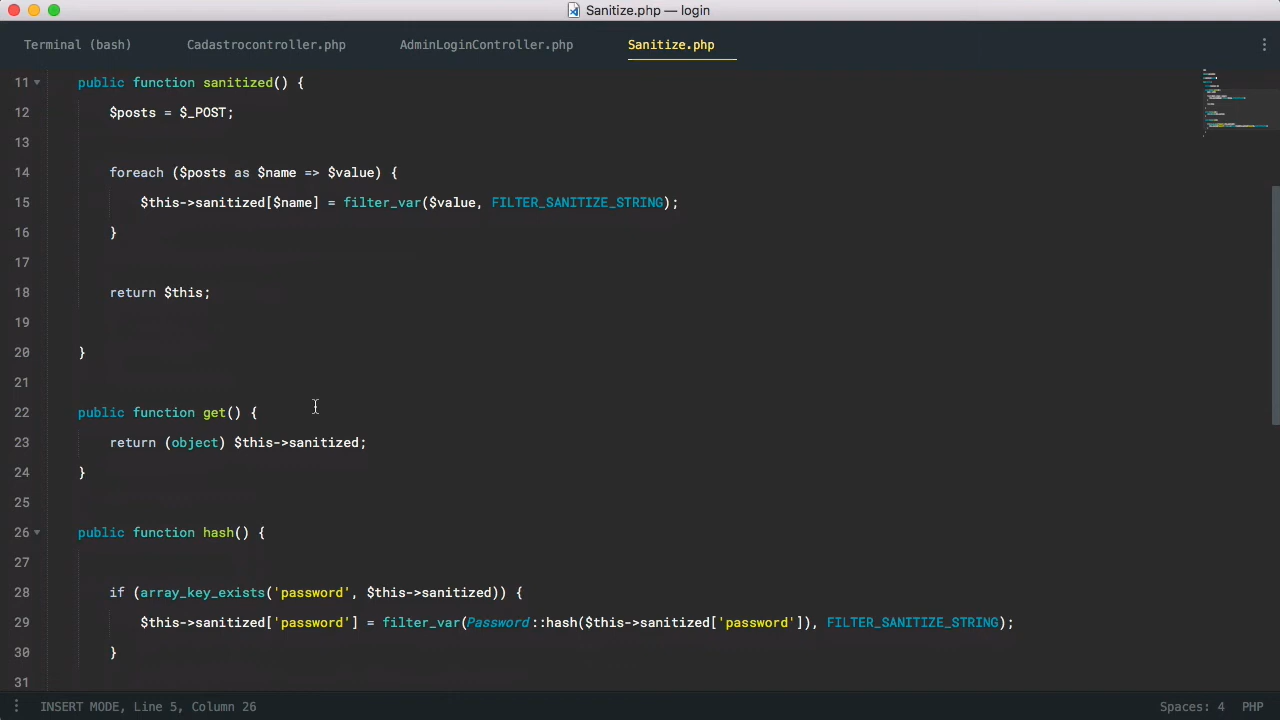 Sanitize.php — login
Terminal (bash) Cadastrocontroller.php AdminLoginController.php Sanitize.php
11 public function sanitized() {
12 $posts = $_POST;
13
14 foreach ($posts as $name => $value) {
15 $this->sanitized[$name] = filter_var($value, FILTER_SANITIZE_STRING);
16 }
17
18 return $this;
19
20 }
21
22 public function get() {
23 return (object) $this->sanitized;
24 }
25
26 public function hash() {
27
28 if (array_key_exists('password', $this->sanitized)) {
29 $this->sanitized['password'] = filter_var(Password::hash($this->sanitized['password']), FILTER_SANITIZE_STRING);
30 }
31
INSERT MODE, Line 5, Column 26 Spaces: 4 PHP